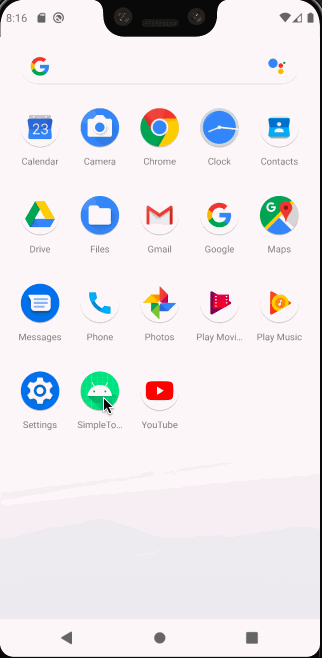 8:16
23
Calendar Camera Chrome Clock Contacts
Drive Files Gmail Google Maps
Messages Phone Photos Play Movi... Play Music
Settings SimpleTo... YouTube